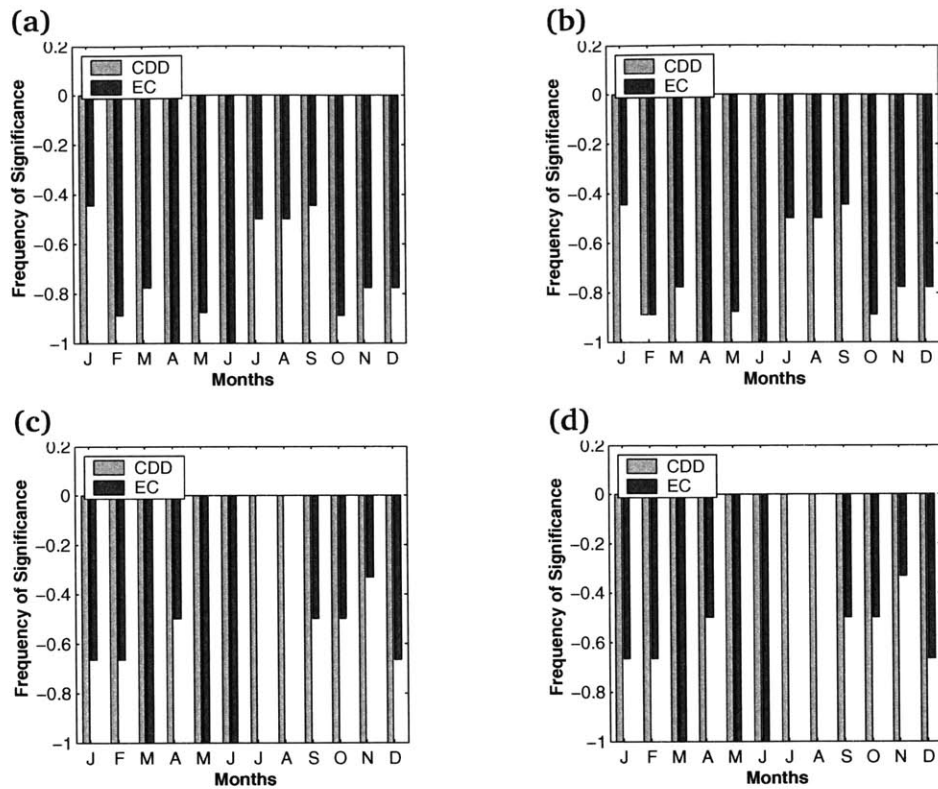 (a)
0.2
CDD
EC
0
−0.2
−0.4
−0.6
−0.8
−1
Frequency of Significance
J F M A M J J A S O N D
Months
(b)
0.2
CDD
EC
0
−0.2
−0.4
−0.6
−0.8
−1
Frequency of Significance
J F M A M J J A S O N D
Months
(c)
0.2
CDD
EC
0
−0.2
−0.4
−0.6
−0.8
−1
Frequency of Significance
J F M A M J J A S O N D
Months
(d)
0.2
CDD
EC
0
−0.2
−0.4
−0.6
−0.8
−1
Frequency of Significance
J F M A M J J A S O N D
Months